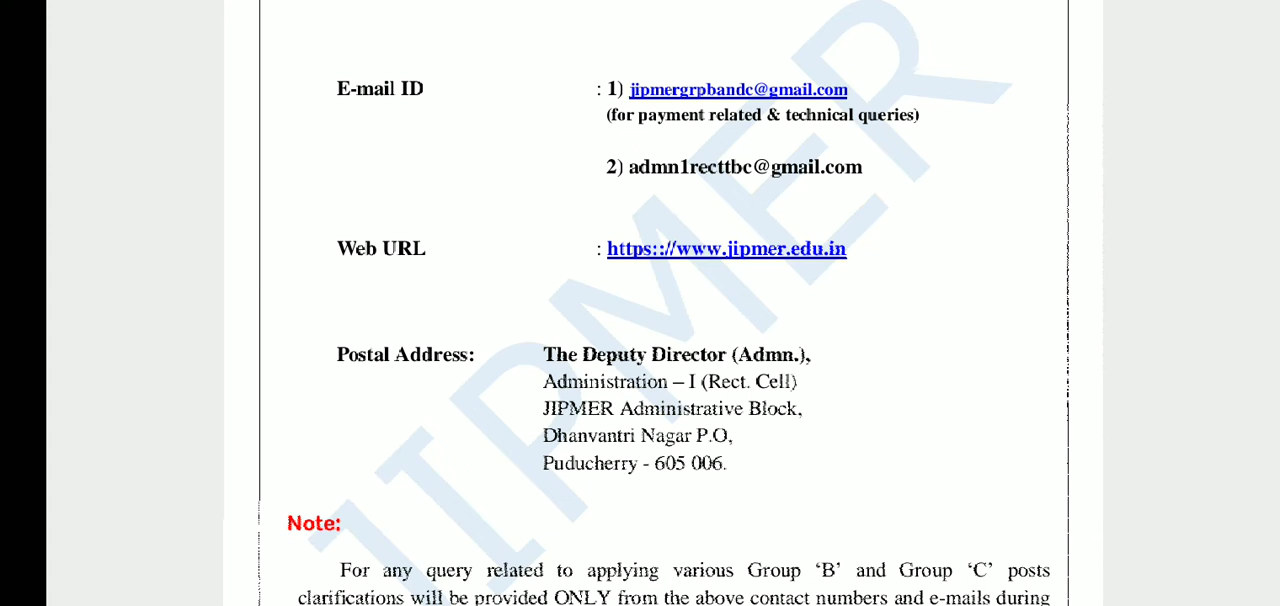 E-mail ID : 1) jipmergrpbandc@gmail.com
(for payment related & technical queries)
2) admn1recttbc@gmail.com
Web URL : https:://www.jipmer.edu.in
Postal Address: The Deputy Director (Admn.),
Administration – I (Rect. Cell)
JIPMER Administrative Block,
Dhanvantri Nagar P.O,
Puducherry - 605 006.
Note:
For any query related to applying various Group ‘B’ and Group ‘C’ posts
clarifications will be provided ONLY from the above contact numbers and e-mails during
JIPMER